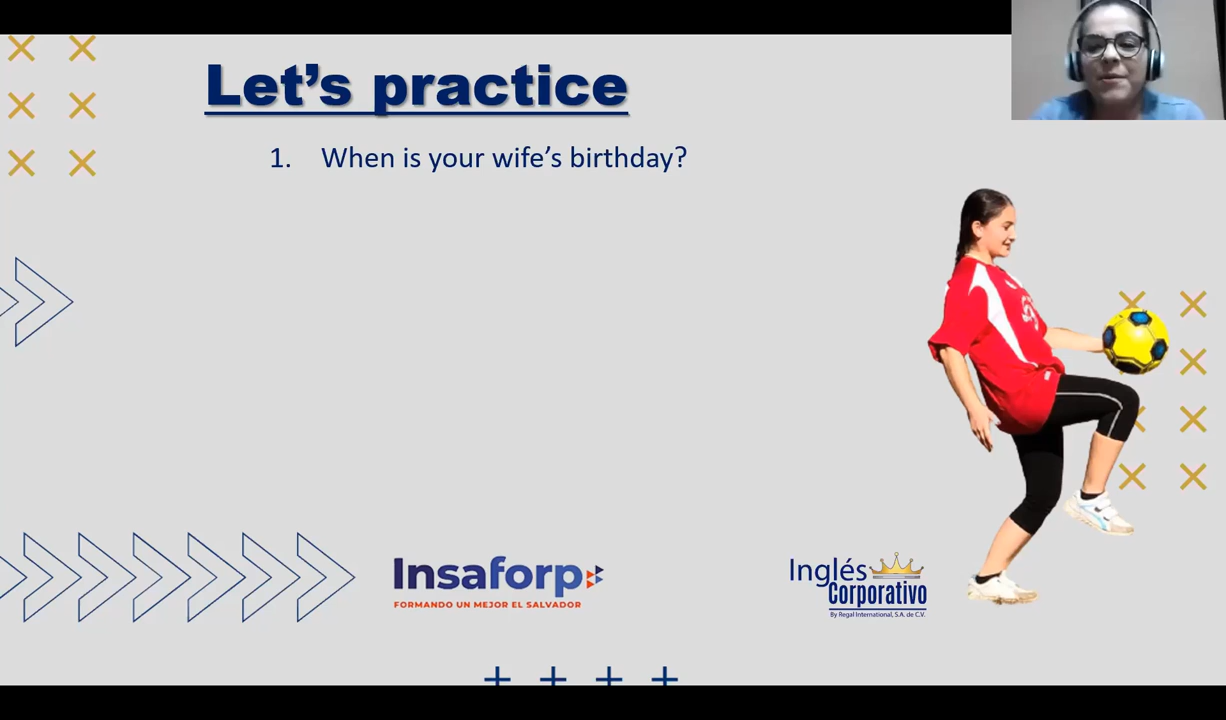 Let's practice
1. When is your wife's birthday?
Insaforp
FORMANDO UN MEJOR EL SALVADOR
Inglés
Corporativo
By Regal International, S.A. de C.V.